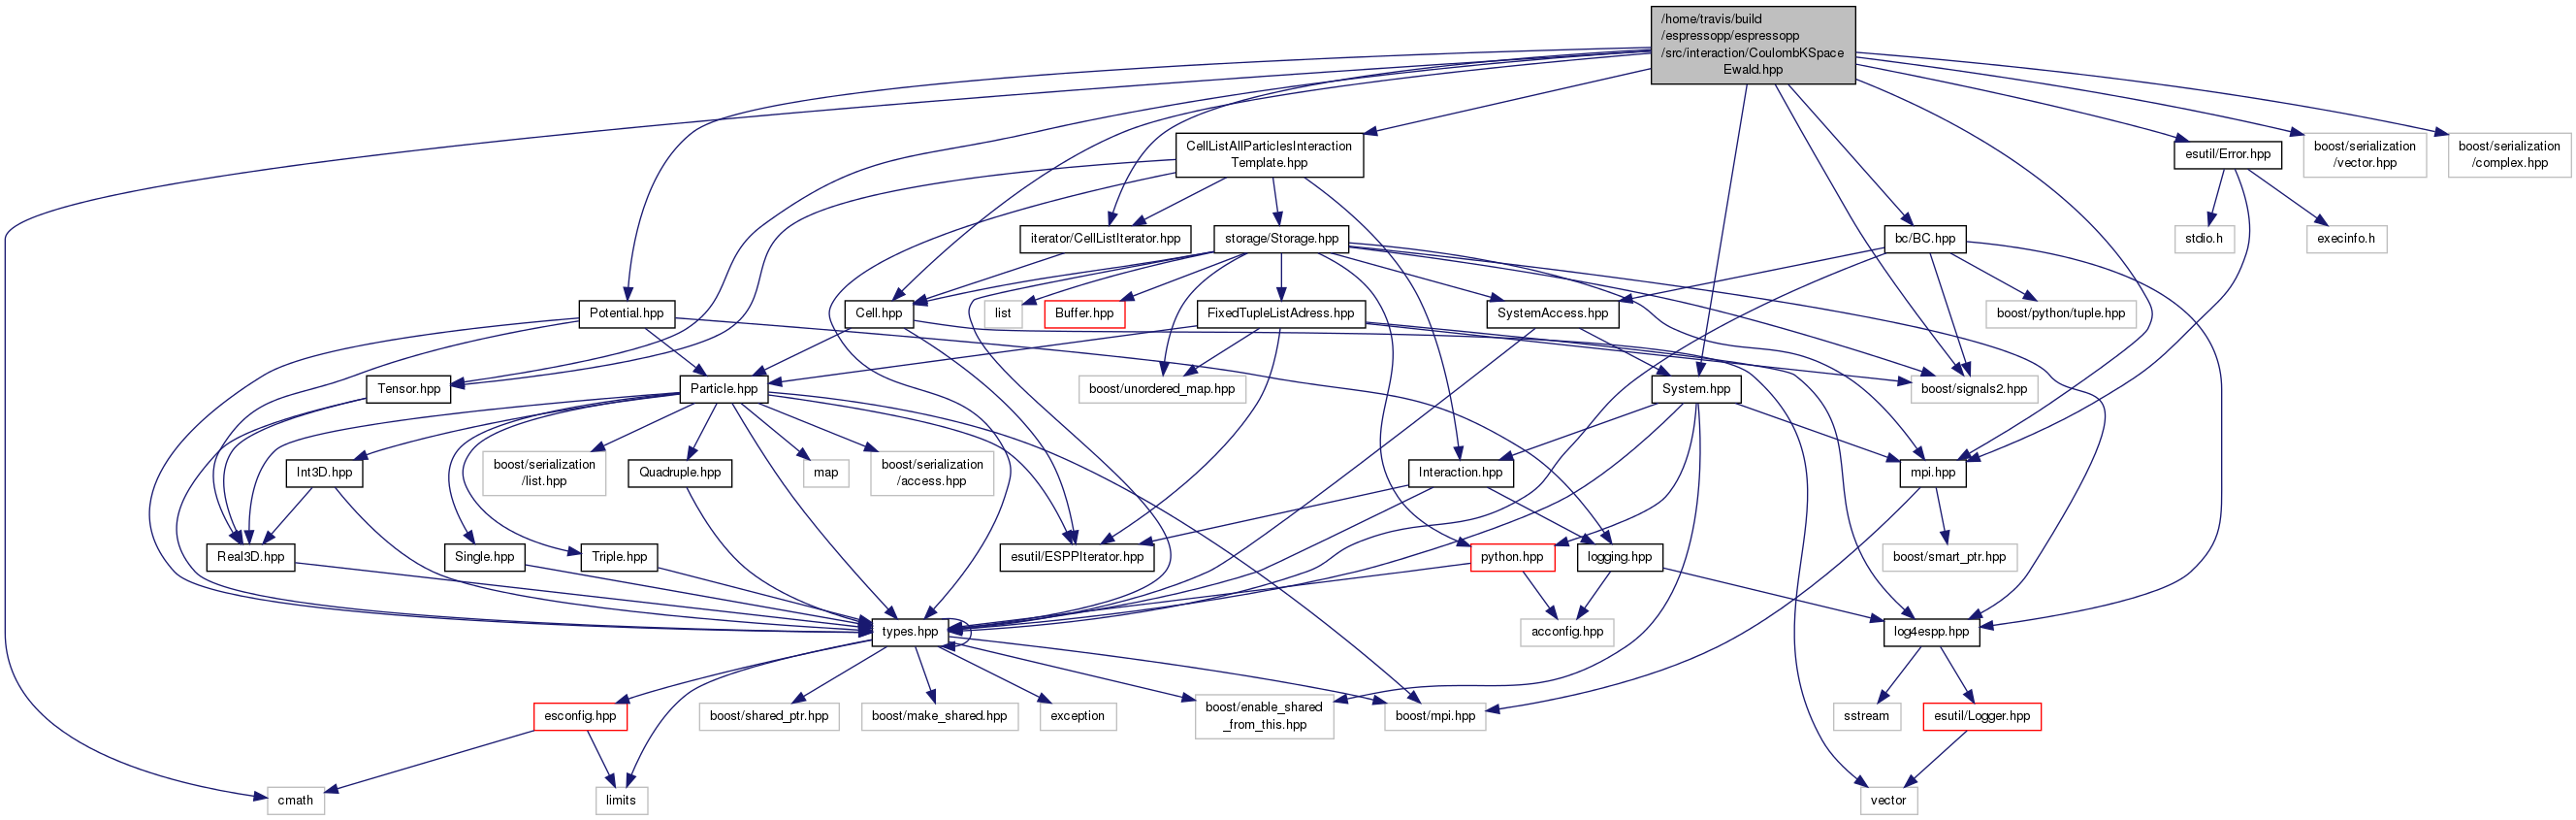 /home/travis/build
/espressopp/espressopp
/src/interaction/CoulombKSpace
Ewald.hpp
CellListAllParticlesInteraction
Template.hpp
esutil/Error.hpp
boost/serialization
/vector.hpp
boost/serialization
/complex.hpp
iterator/CellListIterator.hpp
storage/Storage.hpp
bc/BC.hpp
stdio.h
execinfo.h
Potential.hpp
Cell.hpp
list
Buffer.hpp
FixedTupleListAdress.hpp
SystemAccess.hpp
boost/python/tuple.hpp
Tensor.hpp
Particle.hpp
boost/unordered_map.hpp
System.hpp
boost/signals2.hpp
Int3D.hpp
boost/serialization
/list.hpp
Quadruple.hpp
map
boost/serialization
/access.hpp
Interaction.hpp
mpi.hpp
Real3D.hpp
Single.hpp
Triple.hpp
esutil/ESPPIterator.hpp
python.hpp
logging.hpp
boost/smart_ptr.hpp
types.hpp
acconfig.hpp
log4espp.hpp
esconfig.hpp
boost/shared_ptr.hpp
boost/make_shared.hpp
exception
boost/enable_shared
_from_this.hpp
boost/mpi.hpp
sstream
esutil/Logger.hpp
cmath
limits
vector